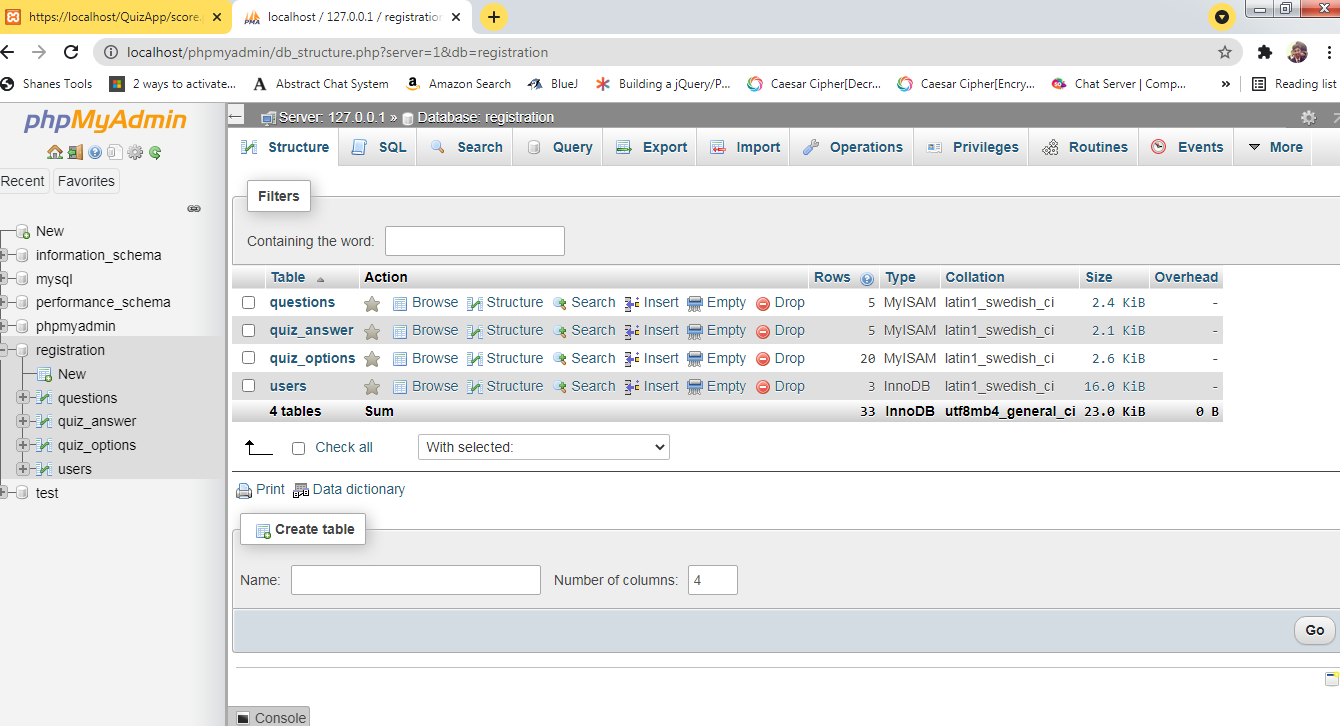 https://localhost/QuizApp/score.
localhost / 127.0.0.1 / registration
localhost/phpmyadmin/db_structure.php?server=1&db=registration
Shanes Tools 2 ways to activate... Abstract Chat System Amazon Search BlueJ Building a jQuery/P... Caesar Cipher[Decr... Caesar Cipher[Encry... Chat Server | Comp... » Reading list
phpMyAdmin
Recent Favorites
New
information_schema
mysql
performance_schema
phpmyadmin
registration
New
questions
quiz_answer
quiz_options
users
test
Server: 127.0.0.1 » Database: registration
Structure SQL Search Query Export Import Operations Privileges Routines Events More
Filters
Containing the word:
Table Action Rows Type Collation Size Overhead
questions Browse Structure Search Insert Empty Drop 5 MyISAM latin1_swedish_ci 2.4 KiB -
quiz_answer Browse Structure Search Insert Empty Drop 5 MyISAM latin1_swedish_ci 2.1 KiB -
quiz_options Browse Structure Search Insert Empty Drop 20 MyISAM latin1_swedish_ci 2.6 KiB -
users Browse Structure Search Insert Empty Drop 3 InnoDB latin1_swedish_ci 16.0 KiB -
4 tables Sum 33 InnoDB utf8mb4_general_ci 23.0 KiB 0 B
Check all With selected:
Print Data dictionary
Create table
Name: Number of columns: 4
Go
Console